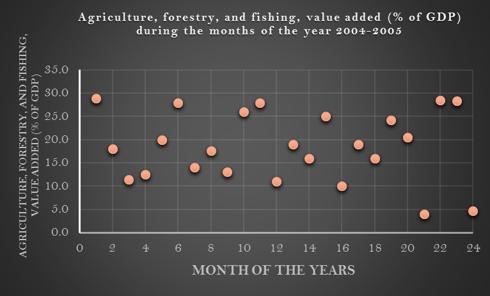 Agriculture, forestry, and fishing, value added (% of GDP)
during the months of the year 2004-2005
AGRICULTURE, FORESTRY, AND FISHING,
VALUE ADDED (% OF GDP)
35.0
30.0
25.0
20.0
15.0
10.0
5.0
0.0
0 2 4 6 8 10 12 14 16 18 20 22 24
MONTH OF THE YEARS